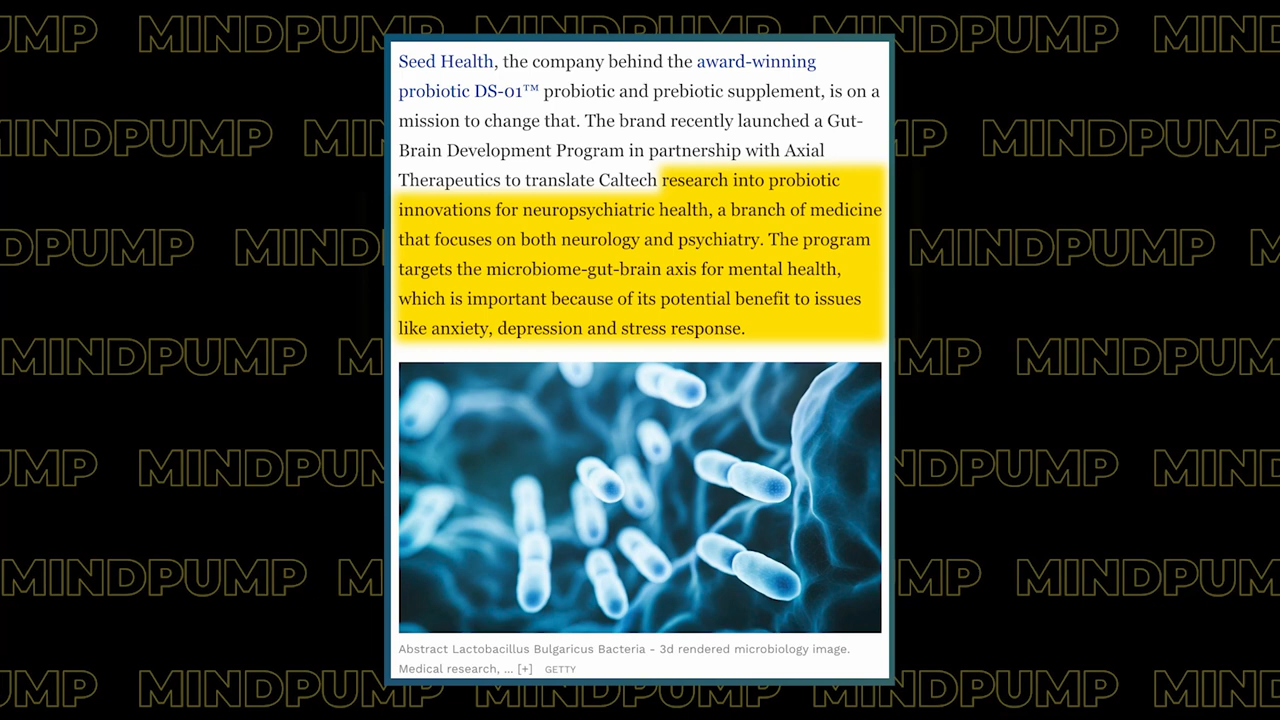 MINDPUMP MINDPUMP MINDPUMP
Seed Health, the company behind the award-winning
probiotic DS-01™ probiotic and prebiotic supplement, is on a
mission to change that. The brand recently launched a Gut-
Brain Development Program in partnership with Axial
Therapeutics to translate Caltech research into probiotic
innovations for neuropsychiatric health, a branch of medicine
that focuses on both neurology and psychiatry. The program
targets the microbiome-gut-brain axis for mental health,
which is important because of its potential benefit to issues
like anxiety, depression and stress response.
Abstract Lactobacillus Bulgaricus Bacteria - 3d rendered microbiology image.
Medical research, ... [+] GETTY